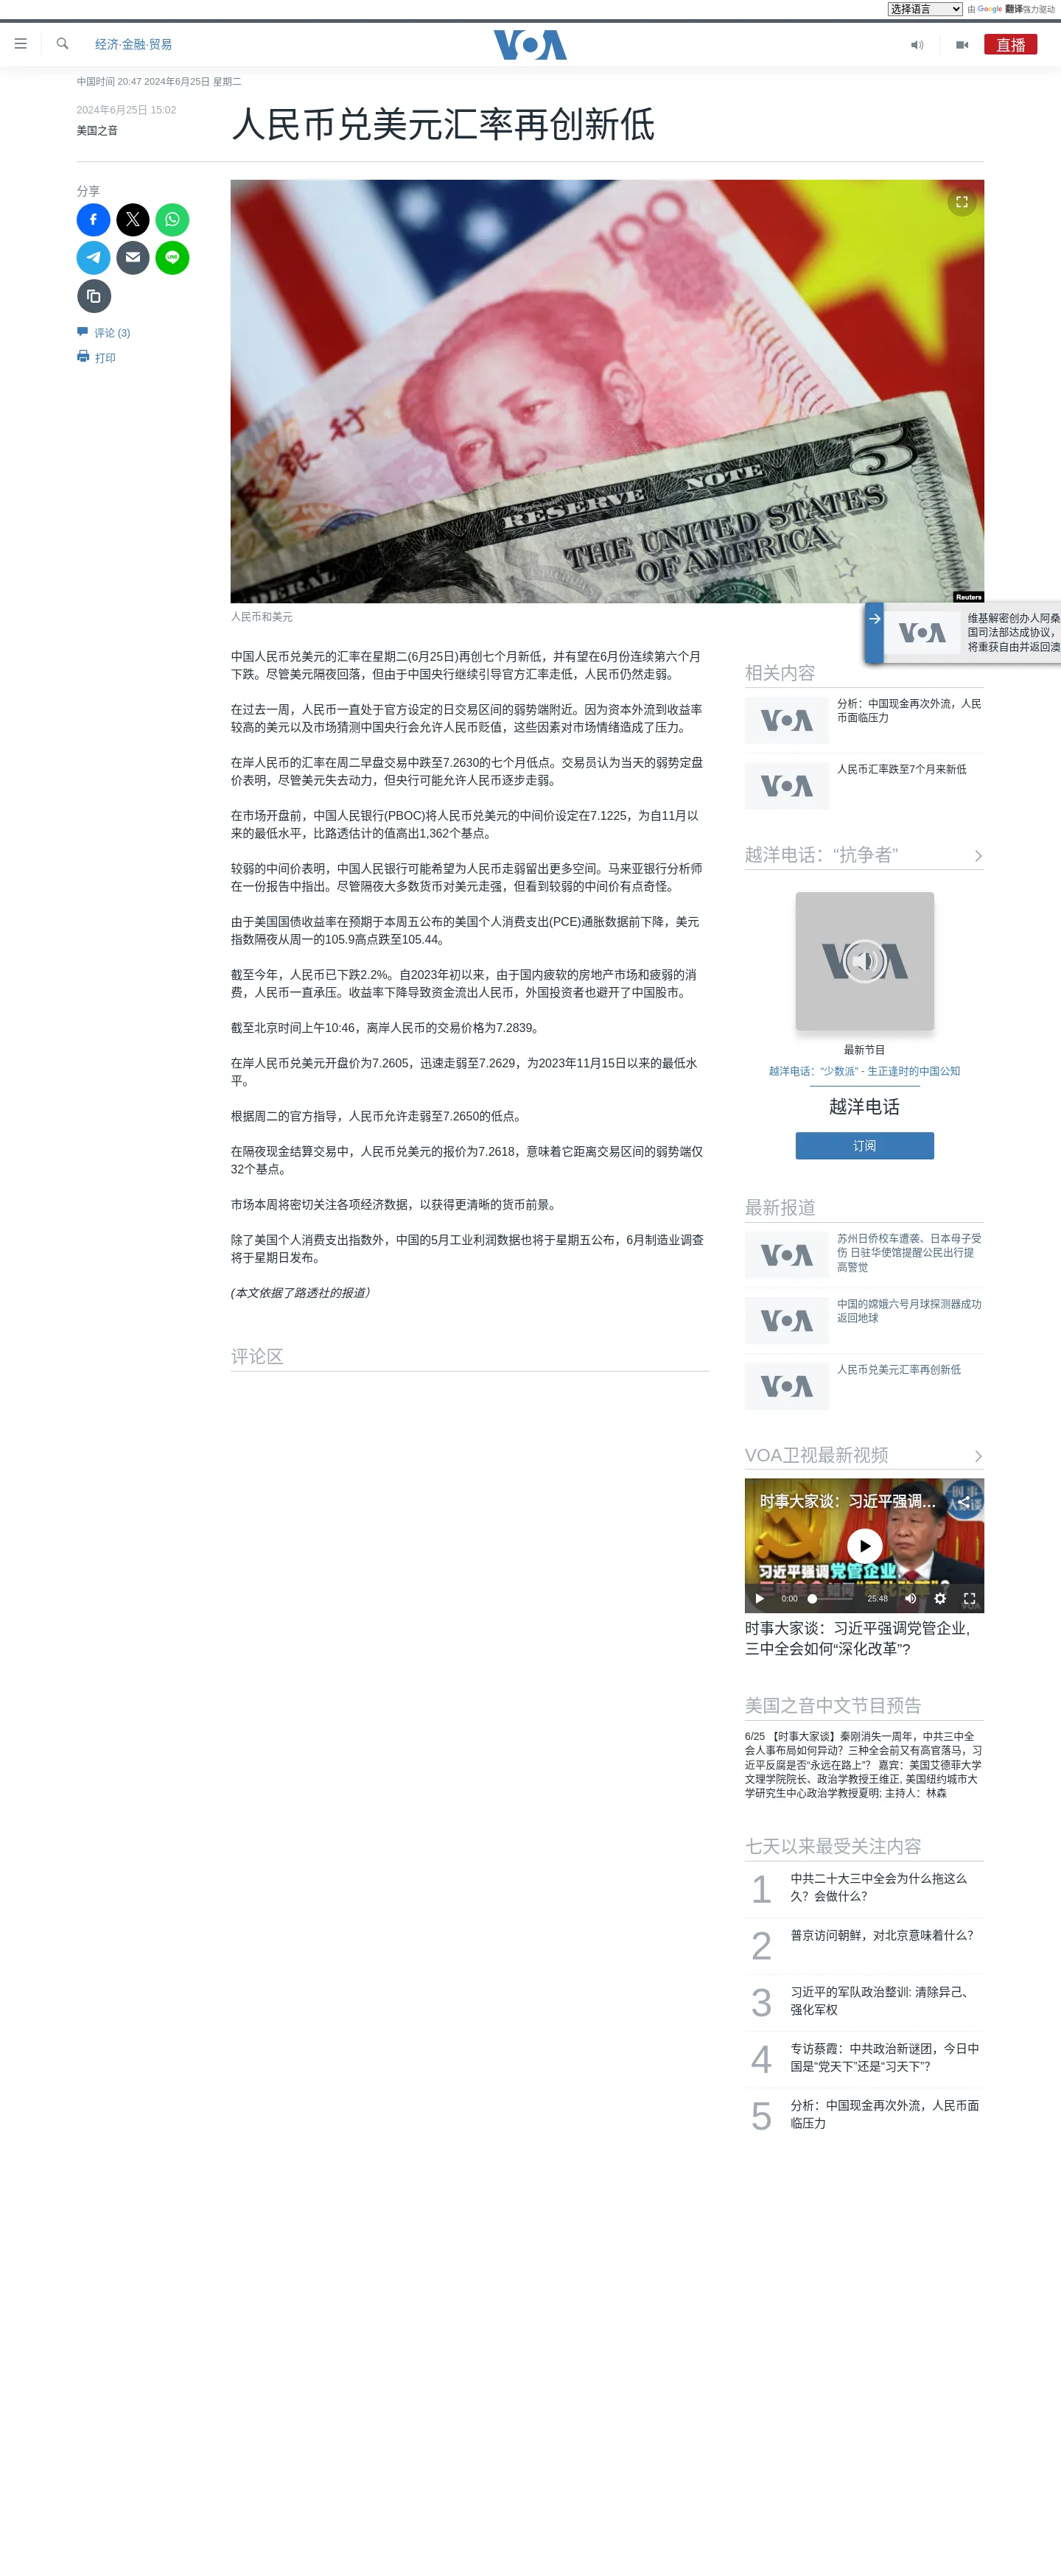 选择语言 由 Google 翻译强力驱动
经济·金融·贸易
VOA
直播
中国时间 20:47 2024年6月25日 星期二
2024年6月25日 15:02
美国之音
人民币兑美元汇率再创新低
分享
评论 (3)
打印
FEDERAL RESERVE NOTE
THE UNITED STATES
OF AMERICA
5
Reuters
人民币和美元
中国人民币兑美元的汇率在星期二(6月25日)再创七个月新低，并有望在6月份连续第六个月
下跌。尽管美元隔夜回落，但由于中国央行继续引导官方汇率走低，人民币仍然走弱。
在过去一周，人民币一直处于官方设定的日交易区间的弱势端附近。因为资本外流到收益率
较高的美元以及市场猜测中国央行会允许人民币贬值，这些因素对市场情绪造成了压力。
在岸人民币的汇率在周二早盘交易中跌至7.2630的七个月低点。交易员认为当天的弱势定盘
价表明，尽管美元失去动力，但央行可能允许人民币逐步走弱。
在市场开盘前，中国人民银行(PBOC)将人民币兑美元的中间价设定在7.1225，为自11月以
来的最低水平，比路透估计的值高出1,362个基点。
较弱的中间价表明，中国人民银行可能希望为人民币走弱留出更多空间。马来亚银行分析师
在一份报告中指出。尽管隔夜大多数货币对美元走强，但看到较弱的中间价有点奇怪。
由于美国国债收益率在预期于本周五公布的美国个人消费支出(PCE)通胀数据前下降，美元
指数隔夜从周一的105.9高点跌至105.44。
截至今年，人民币已下跌2.2%。自2023年初以来，由于国内疲软的房地产市场和疲弱的消
费，人民币一直承压。收益率下降导致资金流出人民币，外国投资者也避开了中国股市。
截至北京时间上午10:46，离岸人民币的交易价格为7.2839。
在岸人民币兑美元开盘价为7.2605，迅速走弱至7.2629，为2023年11月15日以来的最低水
平。
根据周二的官方指导，人民币允许走弱至7.2650的低点。
在隔夜现金结算交易中，人民币兑美元的报价为7.2618，意味着它距离交易区间的弱势端仅
32个基点。
市场本周将密切关注各项经济数据，以获得更清晰的货币前景。
除了美国个人消费支出指数外，中国的5月工业利润数据也将于星期五公布，6月制造业调查
将于星期日发布。
(本文依据了路透社的报道）
评论区
VOA
维基解密创办人阿桑
国司法部达成协议，
将重获自由并返回澳
相关内容
VOA
分析：中国现金再次外流，人民
币面临压力
VOA
人民币汇率跌至7个月来新低
越洋电话：“抗争者”
VOA
最新节目
越洋电话：“少数派” - 生正逢时的中国公知
越洋电话
订阅
最新报道
VOA
苏州日侨校车遭袭、日本母子受
伤 日驻华使馆提醒公民出行提
高警觉
VOA
中国的嫦娥六号月球探测器成功
返回地球
VOA
人民币兑美元汇率再创新低
VOA卫视最新视频
时事大家谈：习近平强调…
时事
大家谈
习近平强调党管企业
三中全会如何“深化改革”？
0:00 25:48
VOA
时事大家谈：习近平强调党管企业,
三中全会如何“深化改革”?
美国之音中文节目预告
6/25 【时事大家谈】秦刚消失一周年，中共三中全
会人事布局如何异动？三种全会前又有高官落马，习
近平反腐是否“永远在路上”？ 嘉宾：美国艾德菲大学
文理学院院长、政治学教授王维正, 美国纽约城市大
学研究生中心政治学教授夏明; 主持人：林森
七天以来最受关注内容
1 中共二十大三中全会为什么拖这么
久？会做什么？
2 普京访问朝鲜，对北京意味着什么？
3 习近平的军队政治整训: 清除异己、
强化军权
4 专访蔡霞：中共政治新谜团，今日中
国是“党天下”还是“习天下”？
5 分析：中国现金再次外流，人民币面
临压力